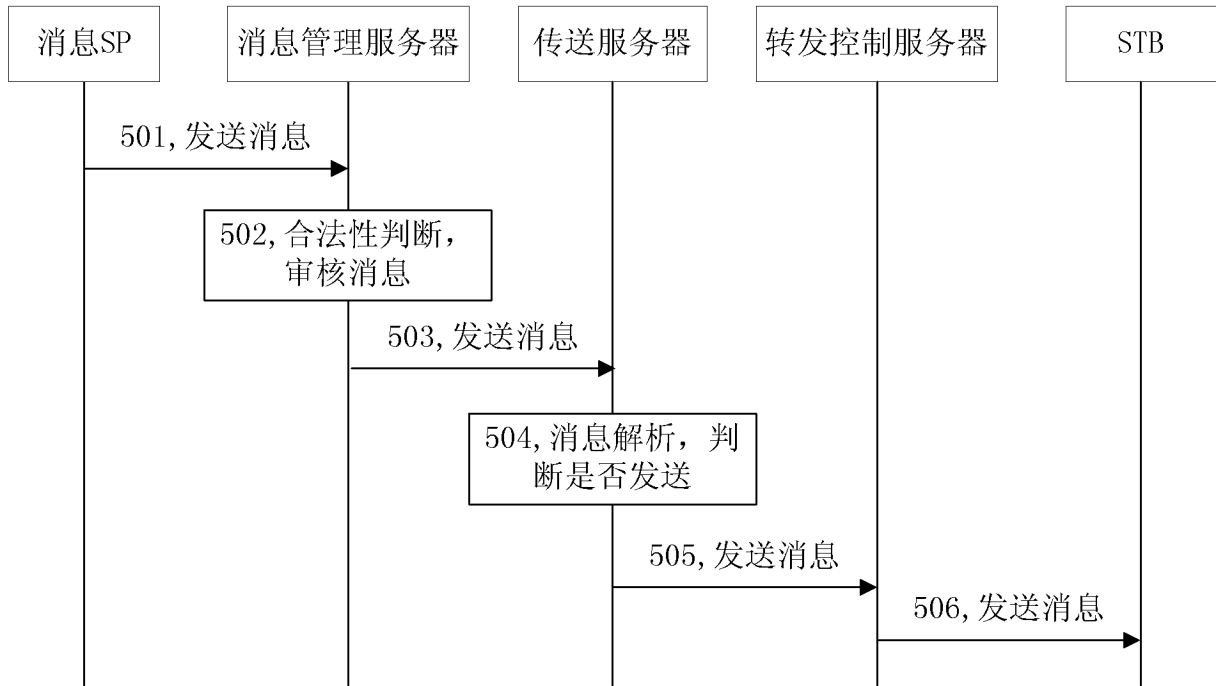 消息SP
消息管理服务器
传送服务器
转发控制服务器
STB
501,发送消息
502,合法性判断，
审核消息
503,发送消息
504,消息解析，判
断是否发送
505,发送消息
506,发送消息